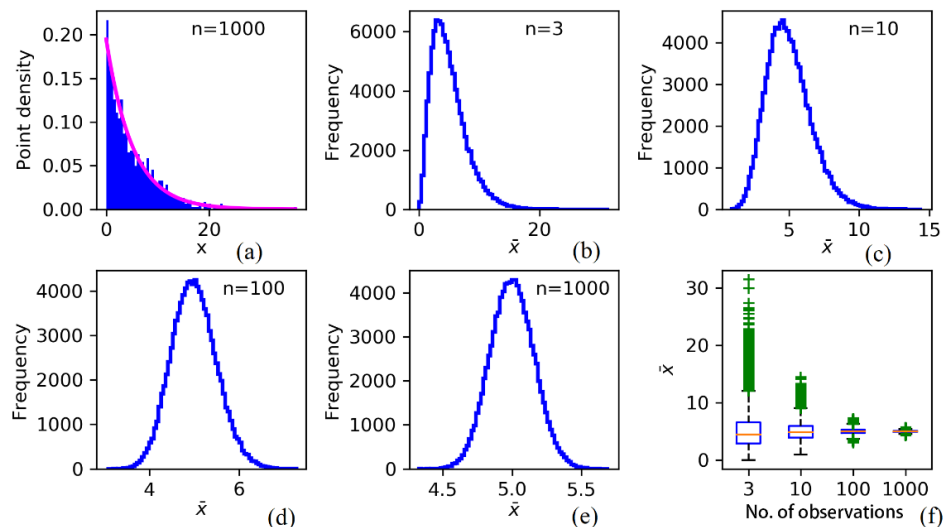 n=1000
Point density
0.20
0.15
0.10
0.05
0.00
0
20
x
(a)
n=3
Frequency
6000
4000
2000
0
0
20
x̄
(b)
n=10
Frequency
4000
3000
2000
1000
0
5
10
15
x̄
(c)
n=100
Frequency
4000
3000
2000
1000
0
4
6
x̄
(d)
n=1000
Frequency
4000
3000
2000
1000
0
4.5
5.0
5.5
x̄
(e)
x̄
30
20
10
0
3
10
100
1000
No. of observations
(f)